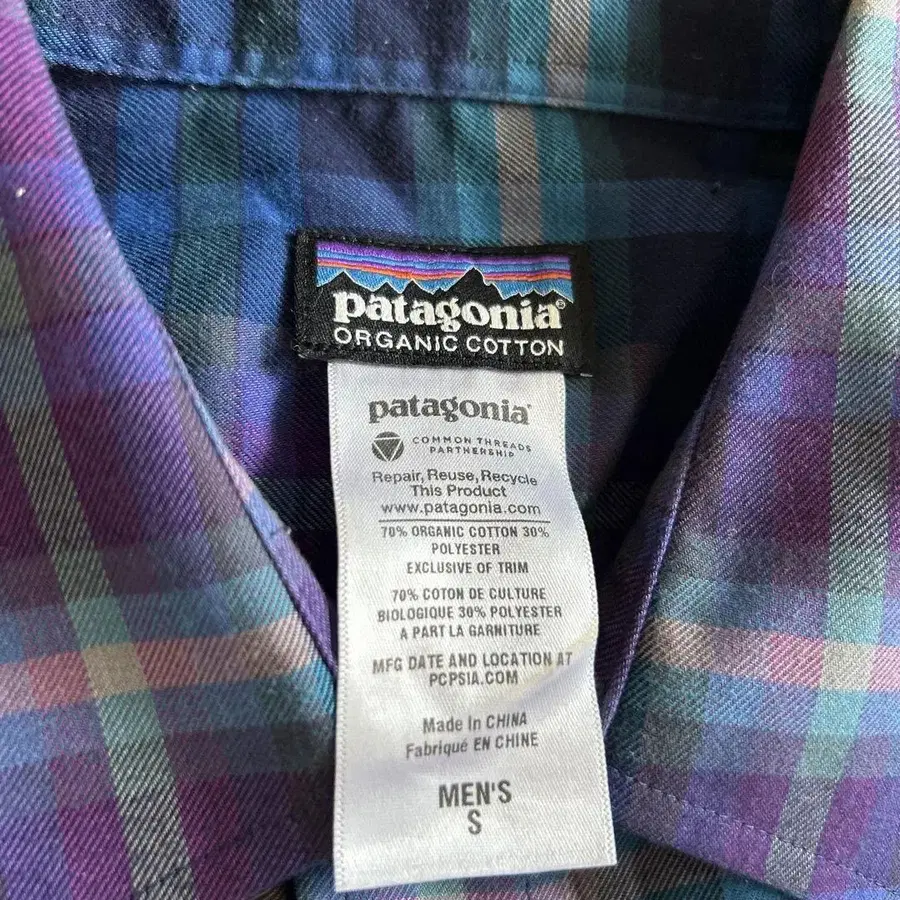 patagonia®
ORGANIC COTTON
patagonia®
COMMON THREADS
PARTNERSHIP
Repair, Reuse, Recycle
This Product
www.patagonia.com
70% ORGANIC COTTON 30%
POLYESTER
EXCLUSIVE OF TRIM
70% COTON DE CULTURE
BIOLOGIQUE 30% POLYESTER
A PART LA GARNITURE
MFG DATE AND LOCATION AT
PCPSIA.COM
Made in CHINA
Fabriqué EN CHINE
MEN'S
S